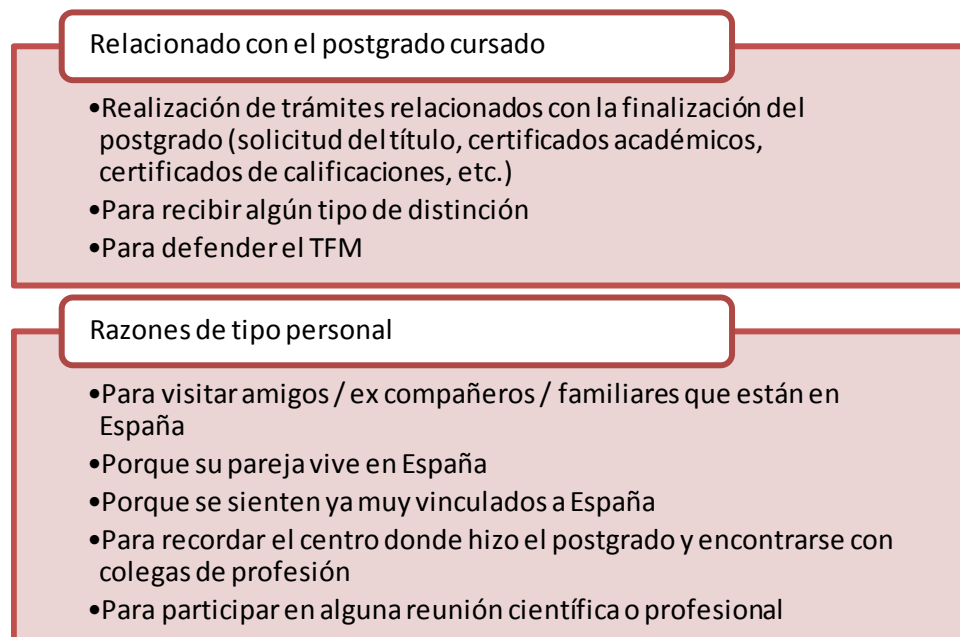 Relacionado con el postgrado cursado
•Realización de trámites relacionados con la finalización del
postgrado (solicitud del título, certificados académicos,
certificados de calificaciones, etc.)
•Para recibir algún tipo de distinción
•Para defender el TFM
Razones de tipo personal
•Para visitar amigos / ex compañeros / familiares que están en
España
•Porque su pareja vive en España
•Porque se sienten ya muy vinculados a España
•Para recordar el centro donde hizo el postgrado y encontrarse con
colegas de profesión
•Para participar en alguna reunión científica o profesional